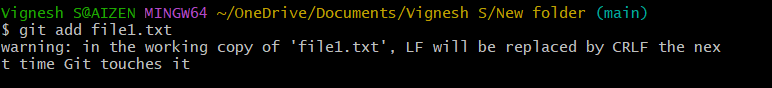 Vignesh S@AIZEN MINGW64 ~/OneDrive/Documents/Vignesh S/New folder (main)
$ git add file1.txt
warning: in the working copy of 'file1.txt', LF will be replaced by CRLF the nex
t time Git touches it